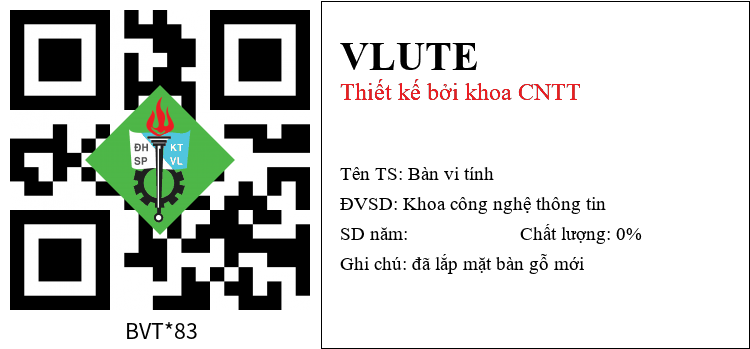 ĐH KT
SP VL
BVT*83
VLUTE
Thiết kế bởi khoa CNTT
Tên TS: Bàn vi tính
ĐVSD: Khoa công nghệ thông tin
SD năm: Chất lượng: 0%
Ghi chú: đã lắp mặt bàn gỗ mới